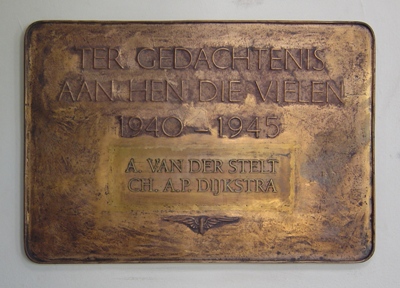 TER GEDACHTENIS
AAN HEN DIE VIELEN
1940-1945
A. VAN DER STELT
CH. A.P. DIJKSTRA